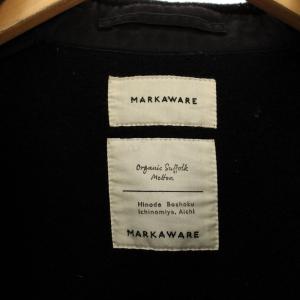 MARKAWARE
Organic Suffolk
Melton
Hinode Boshoku
Ichinomiya, Aichi
MARKAWARE